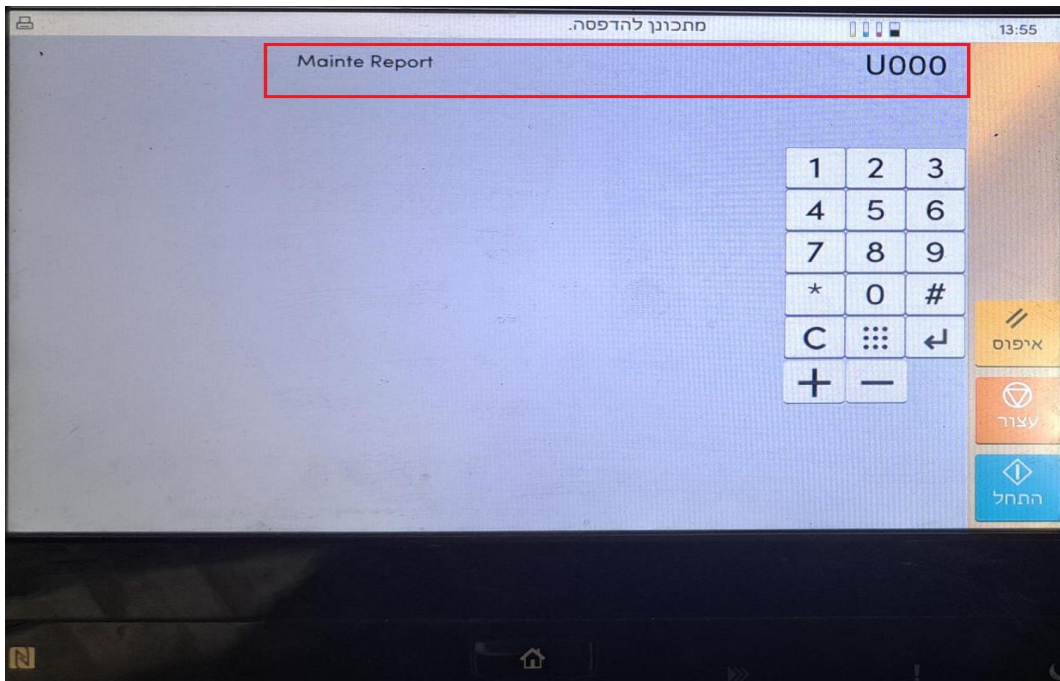 מתכונן להדפסה.
13:55
Mainte Report U000
1 2 3
4 5 6
7 8 9
* 0 #
C
+ −
איפוס
עצור
התחל